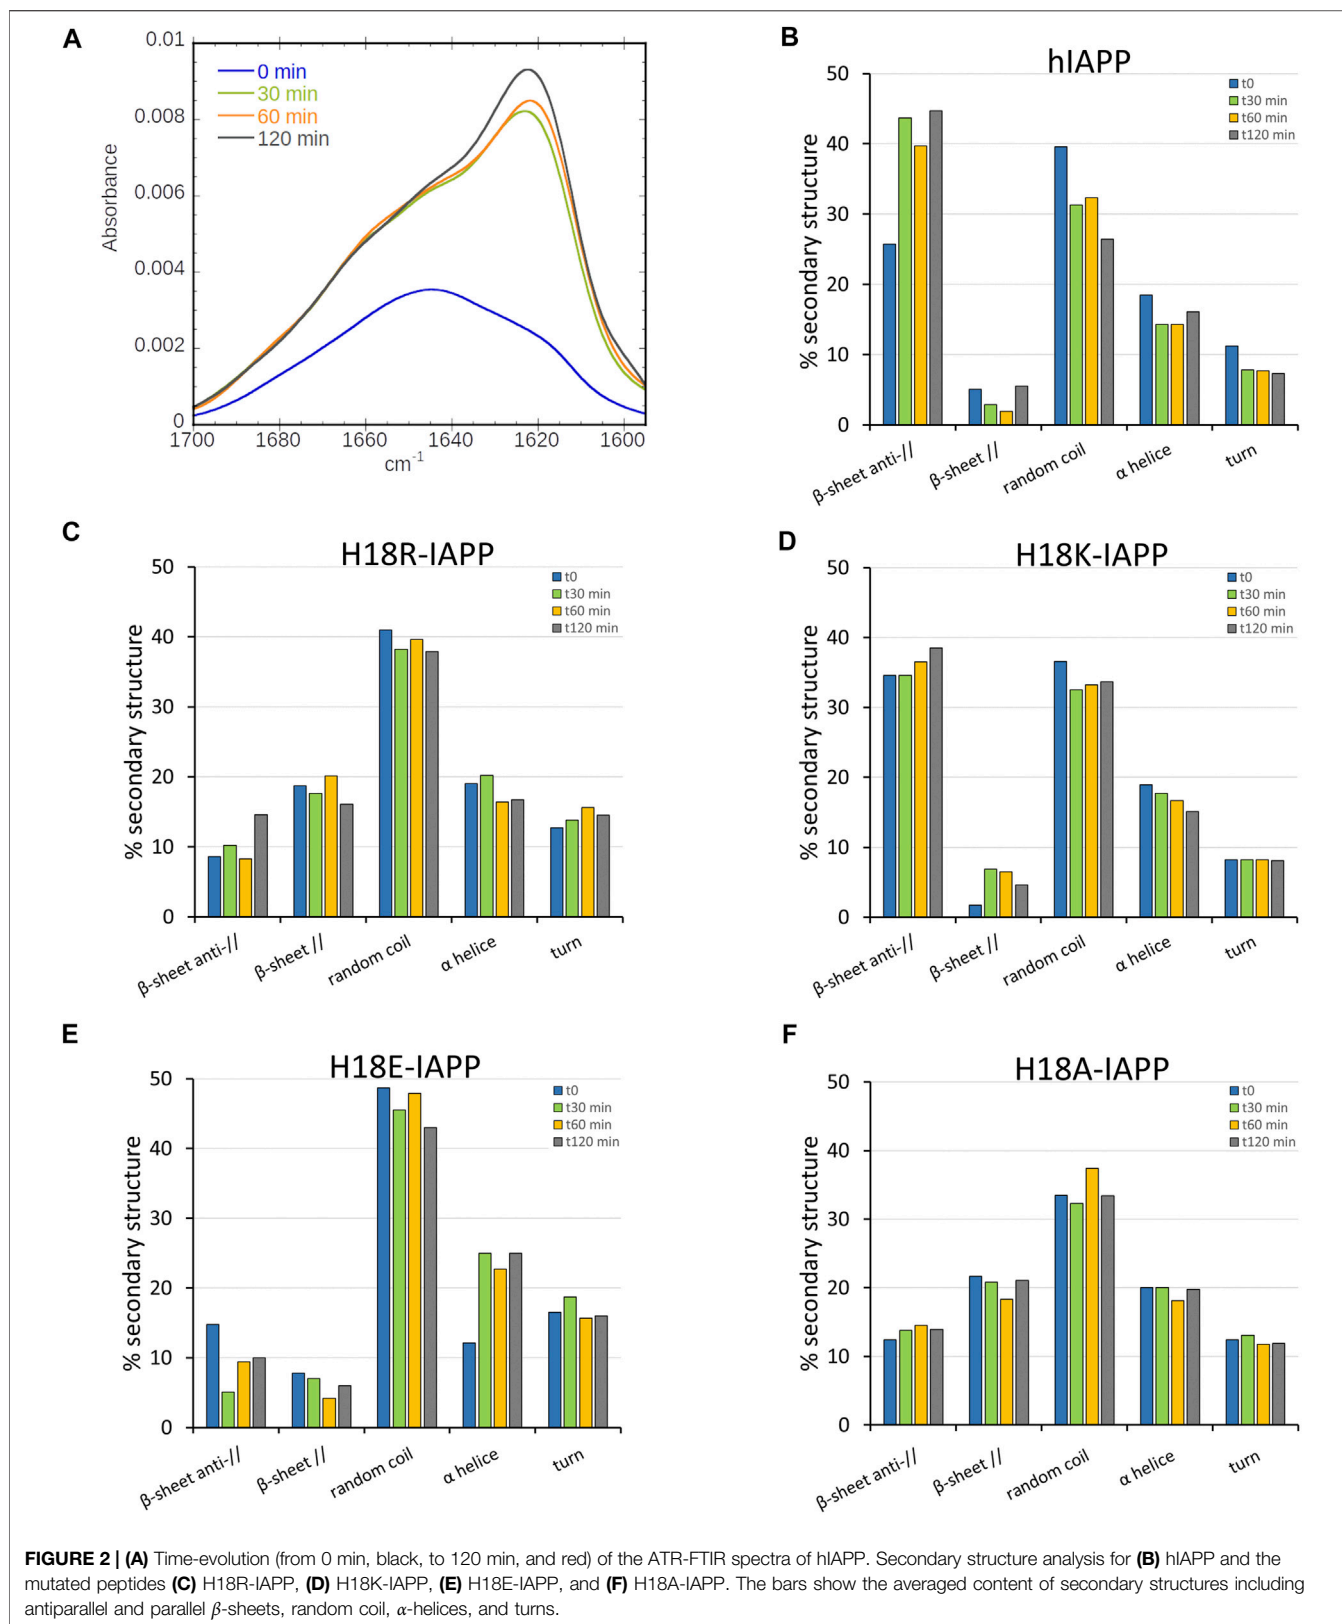 A
0.01
0.008
0.006
0.004
0.002
0
Absorbance
0 min
30 min
60 min
120 min
1700 1680 1660 1640 1620 1600
cm-1
B
hIAPP
50
40
30
20
10
0
% secondary structure
t0
t30 min
t60 min
t120 min
β-sheet anti-// β-sheet // random coil α helice turn
C
H18R-IAPP
50
40
30
20
10
0
% secondary structure
t0
t30 min
t60 min
t120 min
β-sheet anti-// β-sheet // random coil α helice turn
D
H18K-IAPP
50
40
30
20
10
0
% secondary structure
t0
t30 min
t60 min
t120 min
β-sheet anti-// β-sheet // random coil α helice turn
E
H18E-IAPP
50
40
30
20
10
0
% secondary structure
t0
t30 min
t60 min
t120 min
β-sheet anti-// β-sheet // random coil α helice turn
F
H18A-IAPP
50
40
30
20
10
0
% secondary structure
t0
t30 min
t60 min
t120 min
β-sheet anti-// β-sheet // random coil α helice turn
FIGURE 2 | (A) Time-evolution (from 0 min, black, to 120 min, and red) of the ATR-FTIR spectra of hIAPP. Secondary structure analysis for (B) hIAPP and the
mutated peptides (C) H18R-IAPP, (D) H18K-IAPP, (E) H18E-IAPP, and (F) H18A-IAPP. The bars show the averaged content of secondary structures including
antiparallel and parallel β-sheets, random coil, α-helices, and turns.